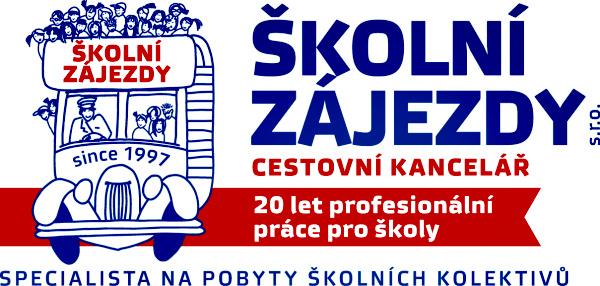 ŠKOLNÍ
ZÁJEZDY
since 1997
ŠKOLNÍ
ZÁJEZDY s.r.o.
CESTOVNÍ KANCELÁŘ
20 let profesionální
práce pro školy
SPECIALISTA NA POBYTY ŠKOLNÍCH KOLEKTIVŮ